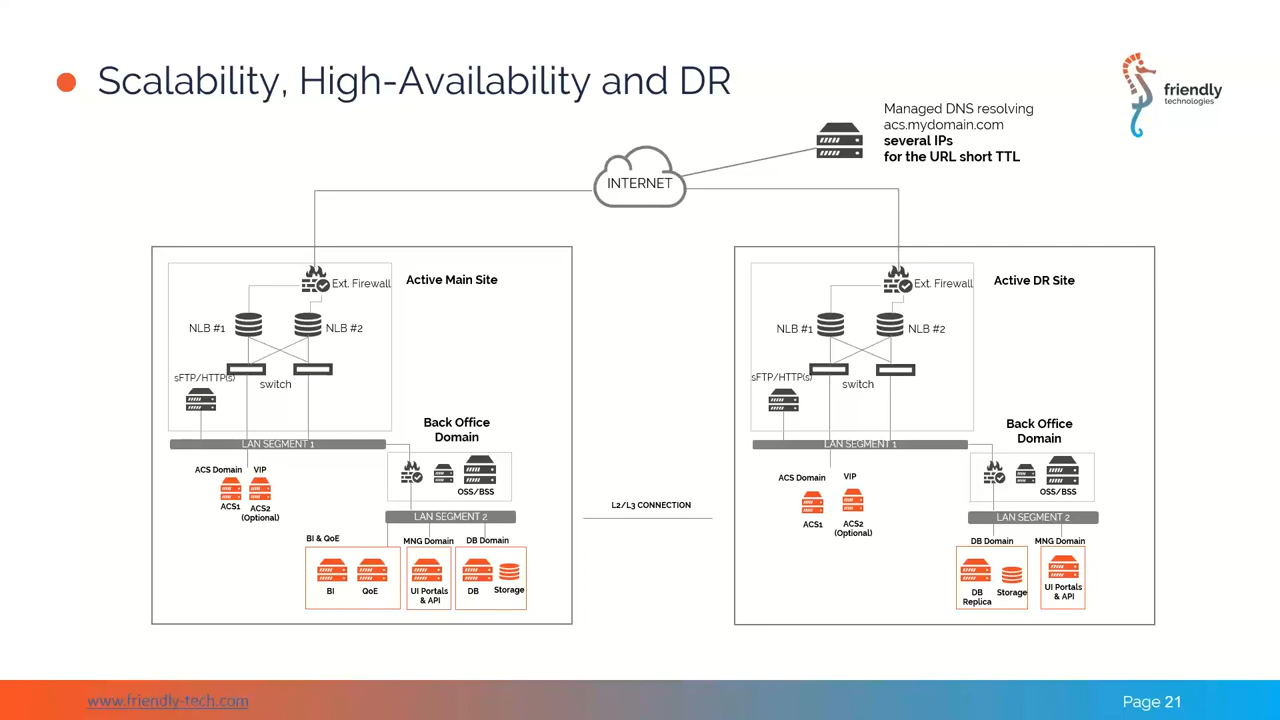 Scalability, High-Availability and DR
friendly
technologies
Managed DNS resolving
acs.mydomain.com
several IPs
for the URL short TTL
INTERNET
Ext. Firewall
Active Main Site
NLB #1
NLB #2
sFTP/HTTP(s)
switch
LAN SEGMENT 1
Back Office
Domain
OSS/BSS
ACS Domain
VIP
ACS1
ACS2
(Optional)
LAN SEGMENT 2
BI & QoE
MNG Domain
DB Domain
BI
QoE
UI Portals
& API
DB
Storage
L2/L3 CONNECTION
Ext. Firewall
Active DR Site
NLB #1
NLB #2
sFTP/HTTP(s)
switch
LAN SEGMENT 1
Back Office
Domain
OSS/BSS
ACS Domain
VIP
ACS1
ACS2
(Optional)
LAN SEGMENT 2
DB Domain
MNG Domain
DB
Replica
Storage
UI Portals
& API
www.friendly-tech.com
Page 21